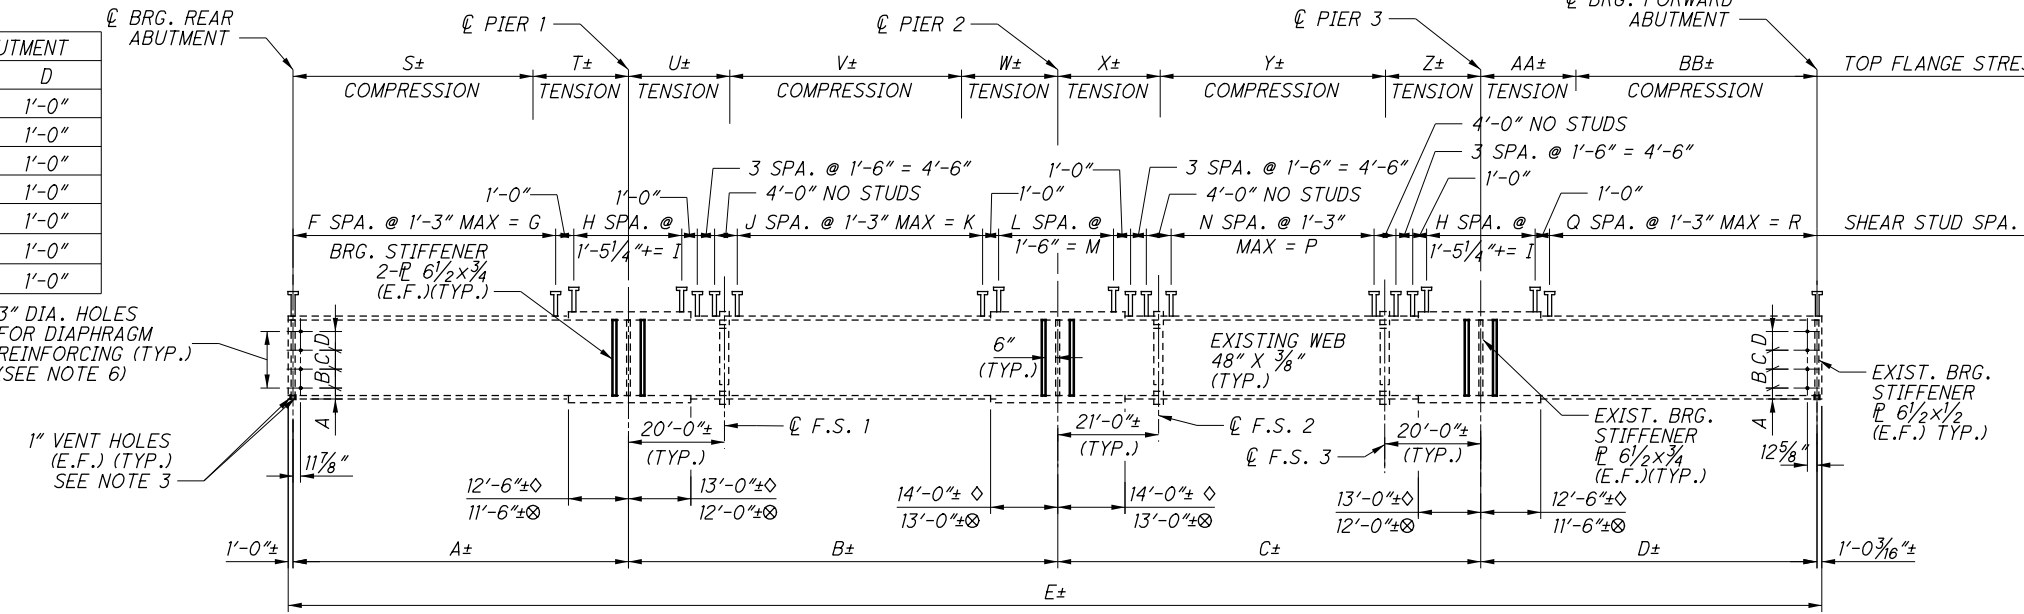 ℄ BRG. REAR
ABUTMENT
℄ PIER 1
℄ PIER 2
℄ PIER 3
℄ BRG. FORWARD
ABUTMENT
UTMENT
D
1'-0"
1'-0"
1'-0"
1'-0"
1'-0"
1'-0"
1'-0"
S± T± U± V± W± X± Y± Z± AA± BB± TOP FLANGE STRES
COMPRESSION TENSION TENSION COMPRESSION TENSION TENSION COMPRESSION TENSION TENSION COMPRESSION
4'-0" NO STUDS
3 SPA. @ 1'-6" = 4'-6"
1'-0"
3 SPA. @ 1'-6" = 4'-6"
4'-0" NO STUDS
1'-0"
1'-0"
1'-0"
1'-0"
3 SPA. @ 1'-6" = 4'-6"
4'-0" NO STUDS
1'-0"
F SPA. @ 1'-3" MAX = G
H SPA. @
1'-5¼"±= I
J SPA. @ 1'-3" MAX = K
L SPA. @
1'-6" = M
N SPA. @ 1'-3"
MAX = P
H SPA. @
1'-5¼"±= I
Q SPA. @ 1'-3" MAX = R
SHEAR STUD SPA.
BRG. STIFFENER
2-℄ 6½x¾
(E.F.)(TYP.)
3" DIA. HOLES
FOR DIAPHRAGM
REINFORCING (TYP.)
(SEE NOTE 6)
A B C D
6"
(TYP.)
EXISTING WEB
48" X ⅜"
(TYP.)
A B C D
EXIST. BRG.
STIFFENER
℄ 6½x½
(E.F.) TYP.)
EXIST. BRG.
STIFFENER
℄ 6½x¾
(E.F.)(TYP.)
1" VENT HOLES
(E.F.) (TYP.)
SEE NOTE 3
11⅞"
20'-0"±
(TYP.)
℄ F.S. 1
21'-0"±
(TYP.)
℄ F.S. 2
℄ F.S. 3
20'-0"±
(TYP.)
12⅝"
12'-6"±◊
11'-6"±⊗
13'-0"±◊
12'-0"±⊗
14'-0"± ◊
13'-0"±⊗
14'-0"± ◊
13'-0"±⊗
13'-0"±◊
12'-0"±⊗
12'-6"±◊
11'-6"±⊗
1'-0"± A± B± C± D± 1'-0 3/16"±
E±